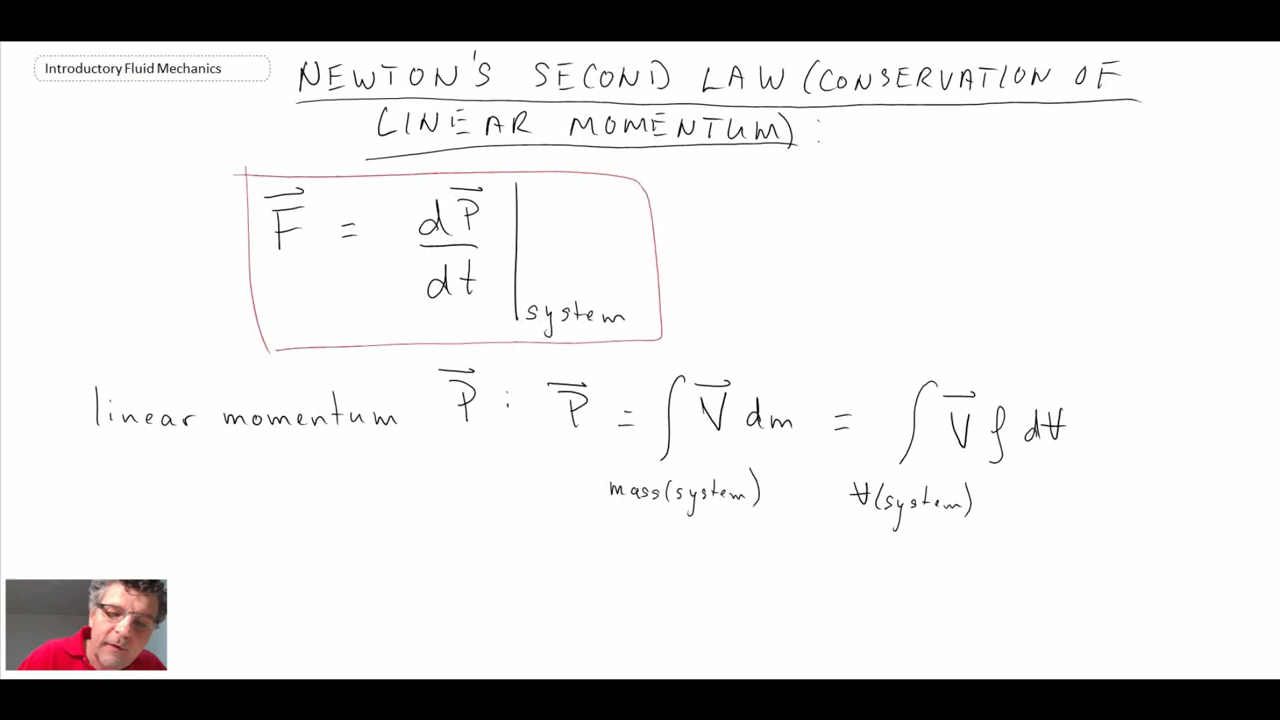 Introductory Fluid Mechanics
NEWTON'S SECOND LAW (CONSERVATION OF
LINEAR MOMENTUM) :
F⃗ = dP⃗/dt |system
linear momentum P⃗ : P⃗ = ∫ V⃗ dm = ∫ V⃗ ρ dV̶
mass(system) V̶(system)